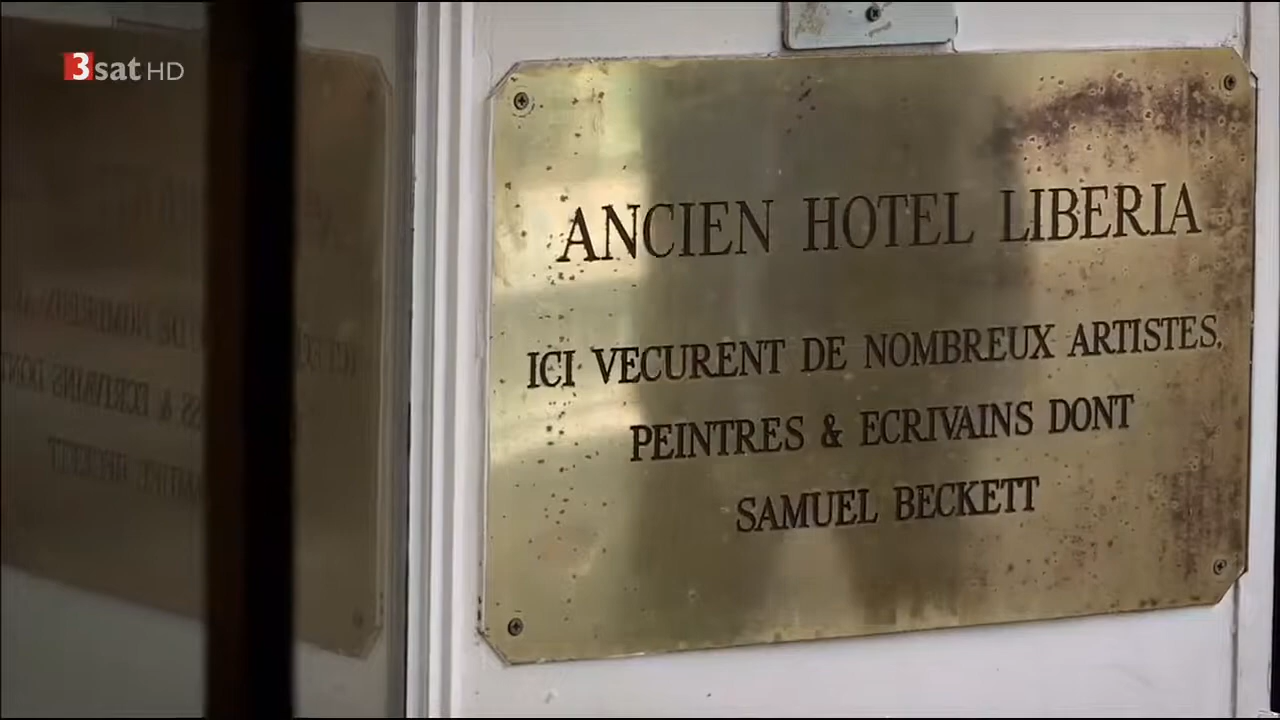 3sat HD
ANCIEN HOTEL LIBERIA
ICI VECURENT DE NOMBREUX ARTISTES,
PEINTRES & ECRIVAINS DONT
SAMUEL BECKETT